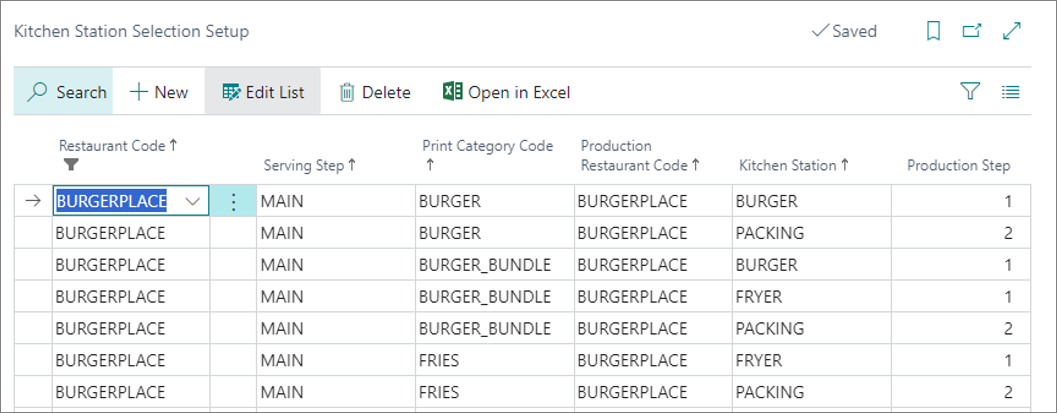 Kitchen Station Selection Setup Saved
Search New Edit List Delete Open in Excel
Restaurant Code Serving Step Print Category Code Production Restaurant Code Kitchen Station Production Step
BURGERPLACE MAIN BURGER BURGERPLACE BURGER 1
BURGERPLACE MAIN BURGER BURGERPLACE PACKING 2
BURGERPLACE MAIN BURGER_BUNDLE BURGERPLACE BURGER 1
BURGERPLACE MAIN BURGER_BUNDLE BURGERPLACE FRYER 1
BURGERPLACE MAIN BURGER_BUNDLE BURGERPLACE PACKING 2
BURGERPLACE MAIN FRIES BURGERPLACE FRYER 1
BURGERPLACE MAIN FRIES BURGERPLACE PACKING 2